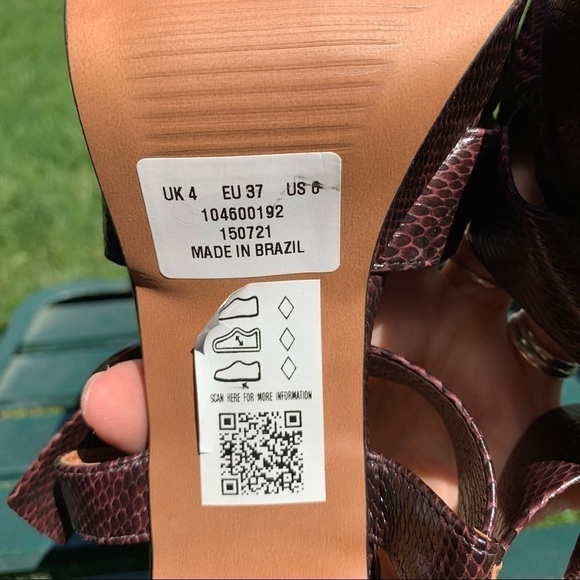 UK 4 EU 37 US 6
104600192
150721
MADE IN BRAZIL
SCAN HERE FOR MORE INFORMATION